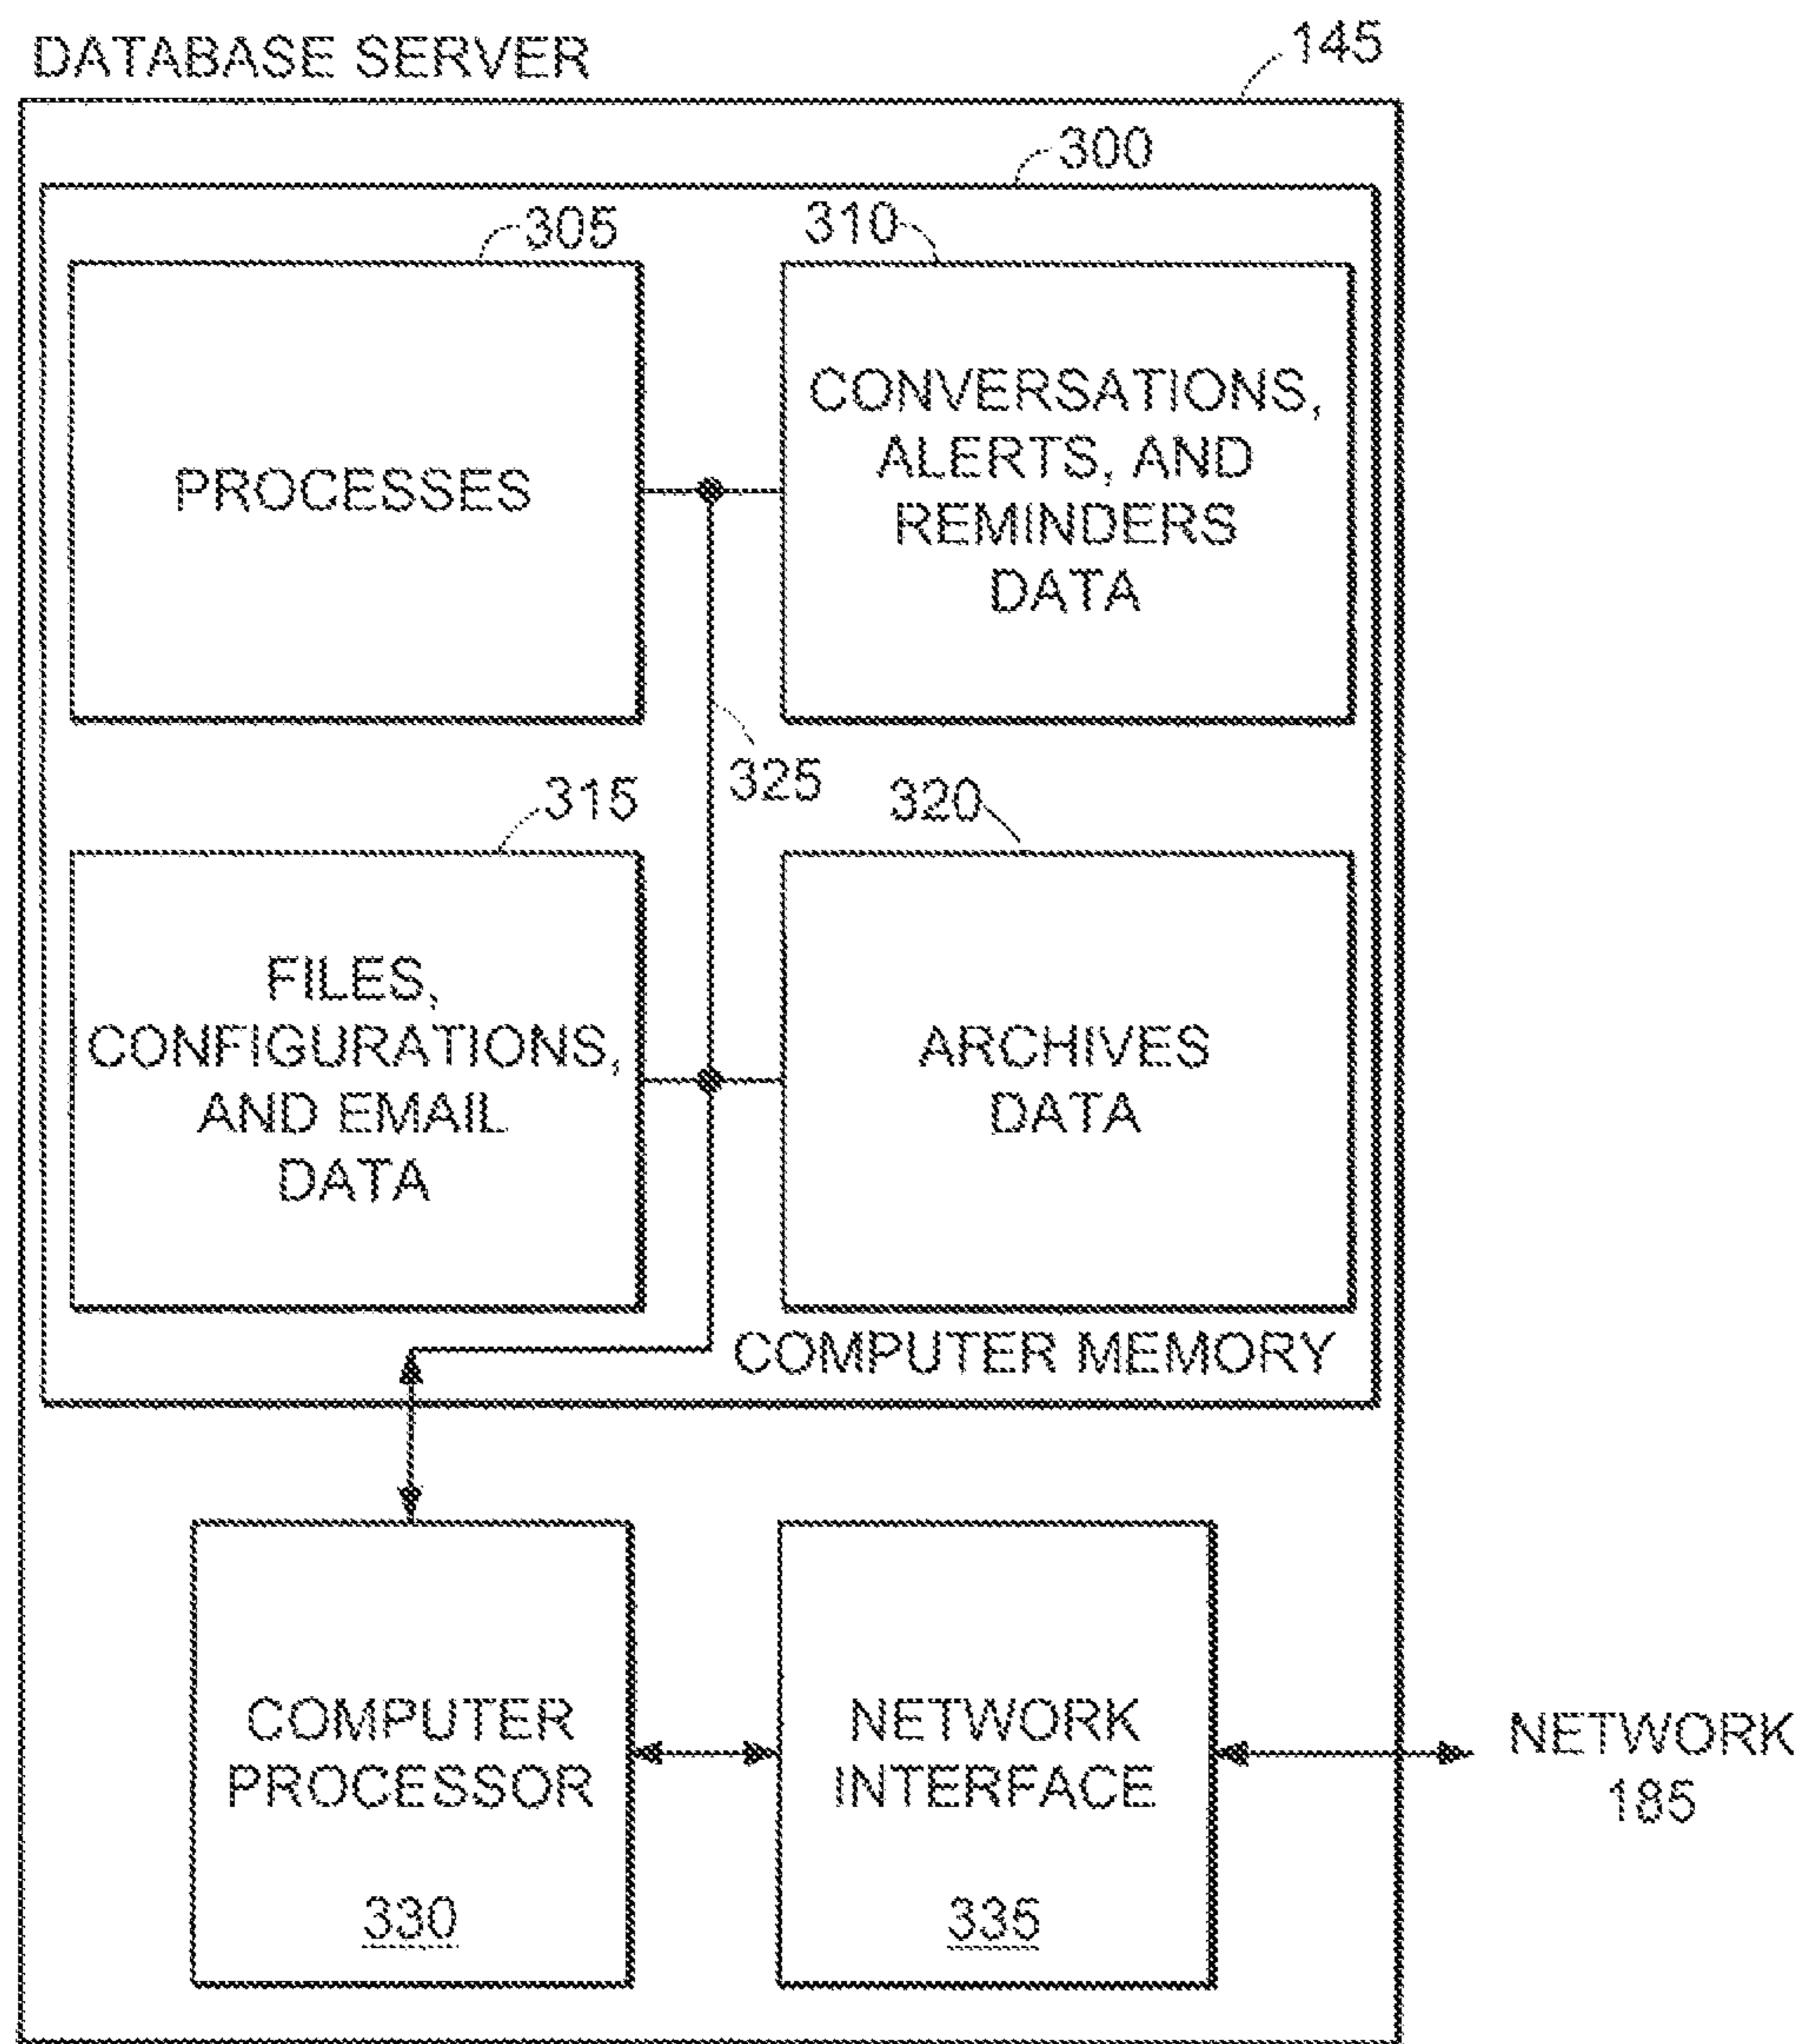 DATABASE SERVER
145
300
305
310
PROCESSES
CONVERSATIONS,
ALERTS, AND
REMINDERS
DATA
325
315
320
FILES,
CONFIGURATIONS,
AND EMAIL
DATA
ARCHIVES
DATA
COMPUTER MEMORY
COMPUTER
PROCESSOR
330
NETWORK
INTERFACE
335
NETWORK
185